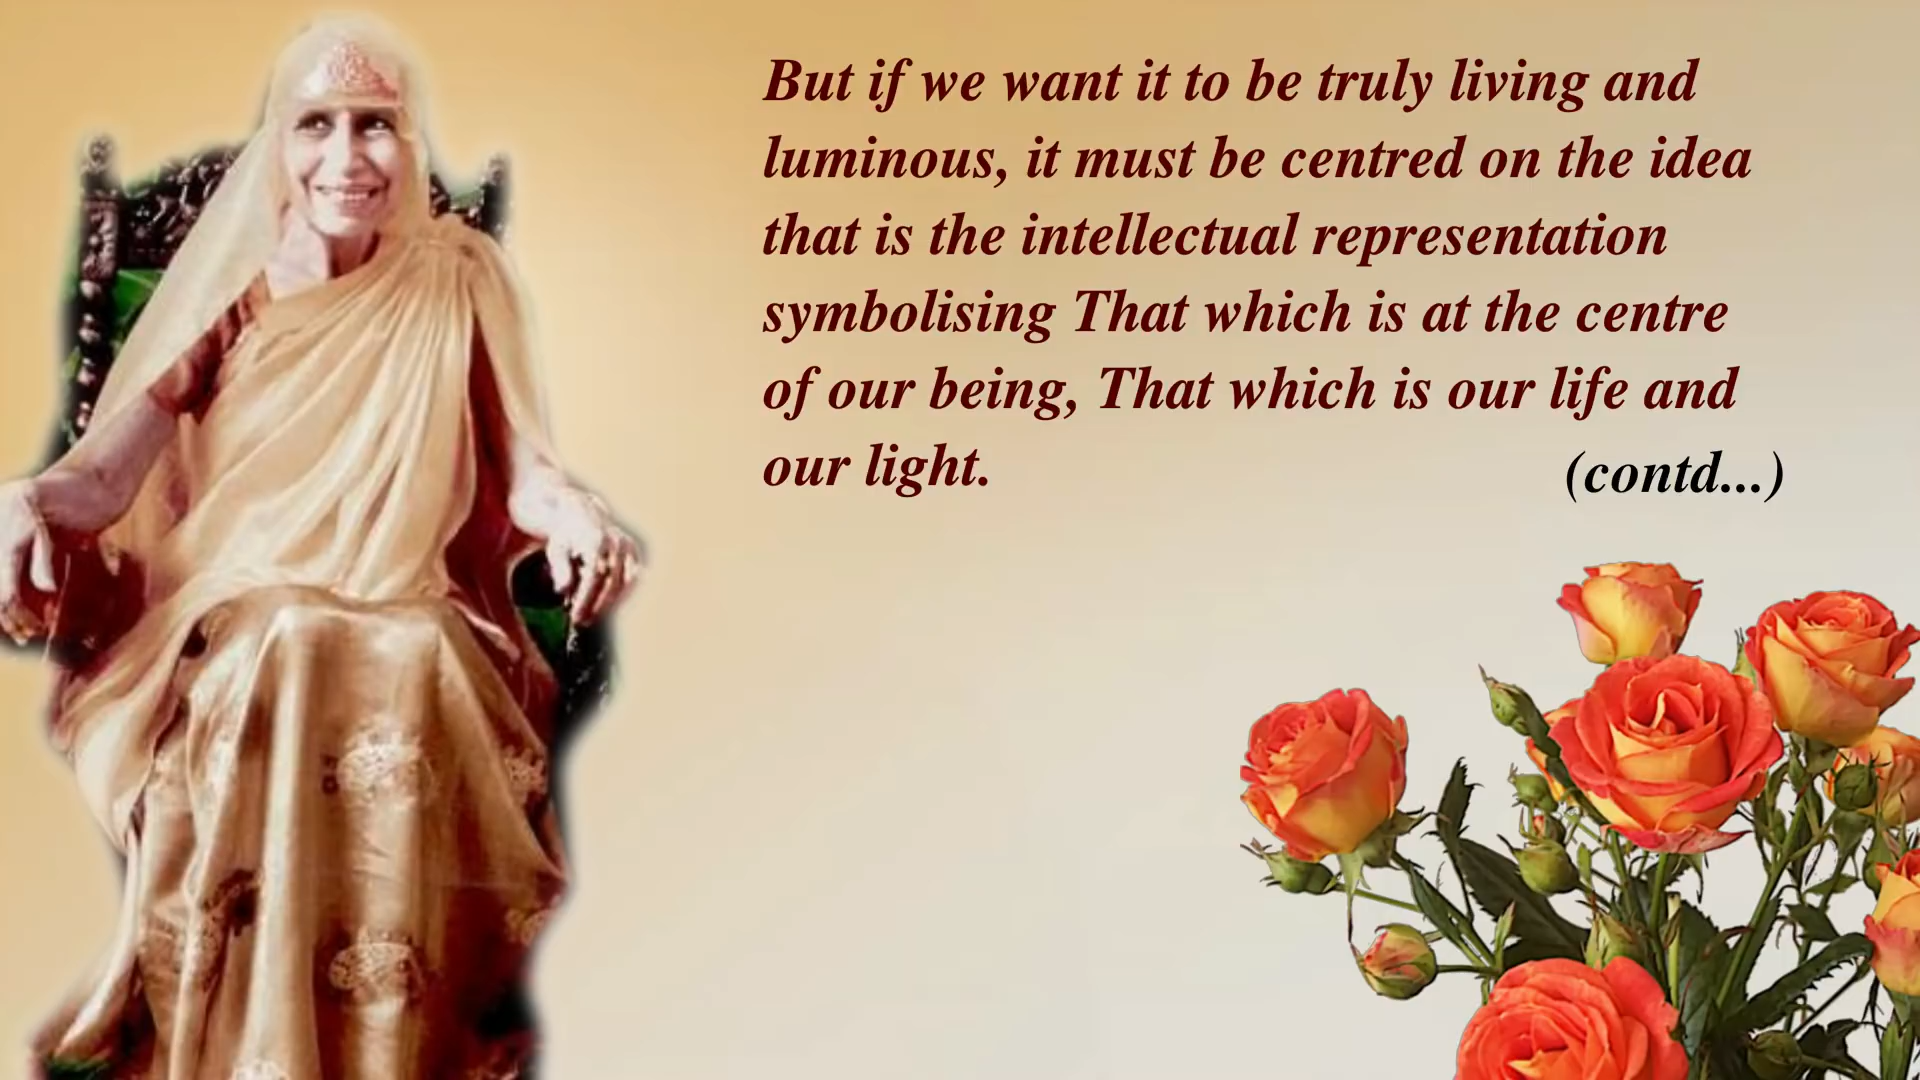 But if we want it to be truly living and
luminous, it must be centred on the idea
that is the intellectual representation
symbolising That which is at the centre
of our being, That which is our life and
our light.
(contd...)